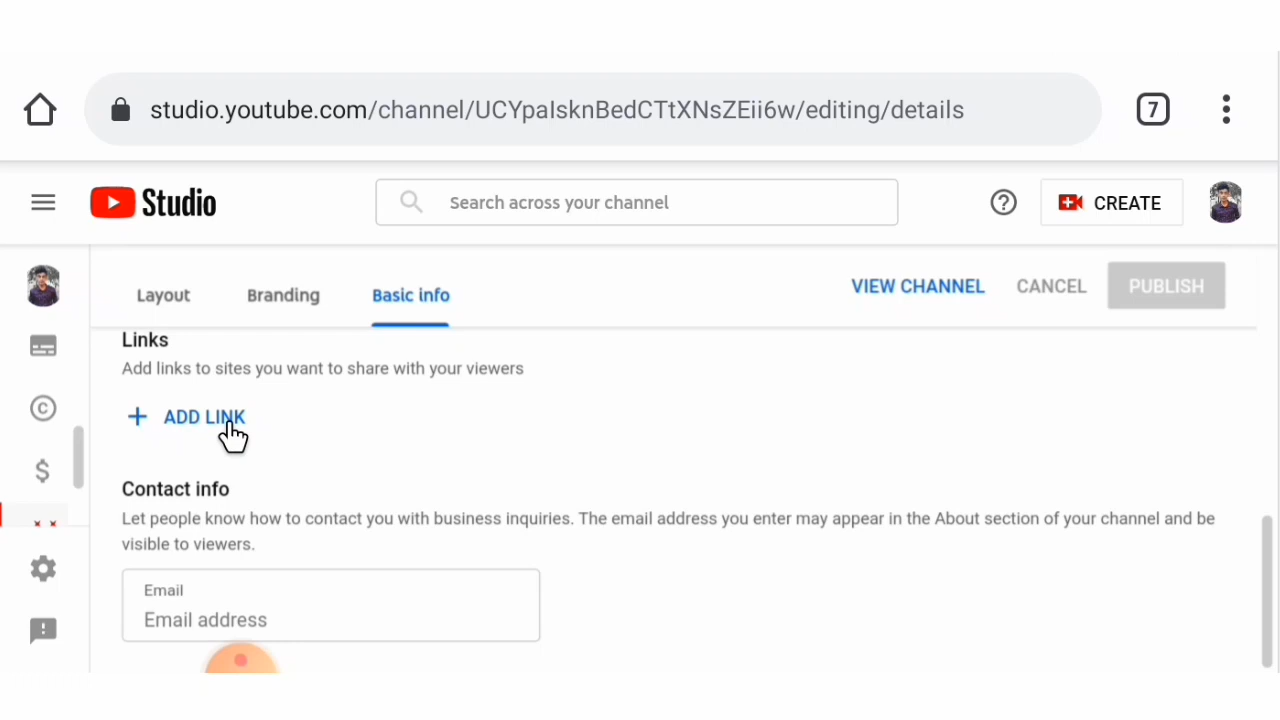 studio.youtube.com/channel/UCYpaIsknBedCTtXNsZEii6w/editing/details
7
Studio
Search across your channel
CREATE
Layout
Branding
Basic info
VIEW CHANNEL
CANCEL
PUBLISH
Links
Add links to sites you want to share with your viewers
+ ADD LINK
Contact info
Let people know how to contact you with business inquiries. The email address you enter may appear in the About section of your channel and be
visible to viewers.
Email
Email address